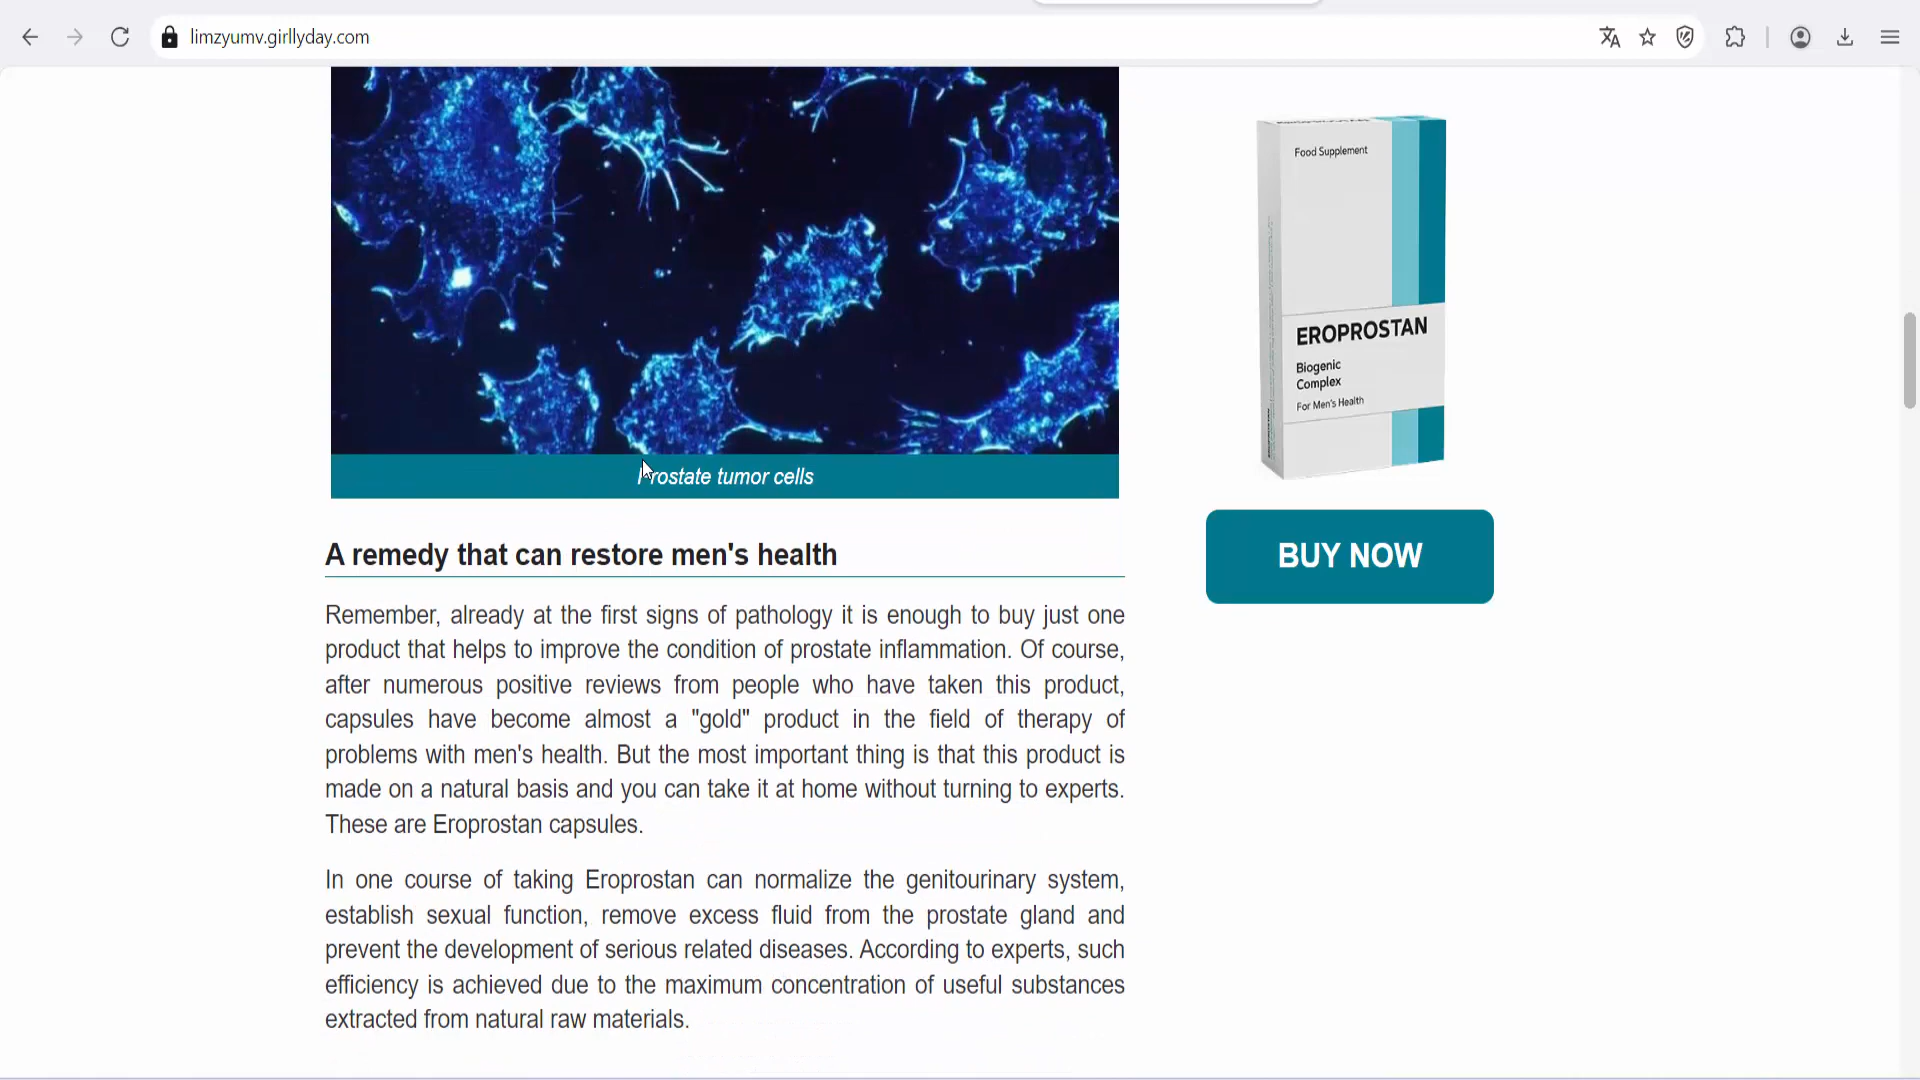 limzyumv.girllyday.com
Food Supplement
EROPROSTAN
Biogenic
Complex
For Men's Health
Prostate tumor cells
BUY NOW
A remedy that can restore men's health
Remember, already at the first signs of pathology it is enough to buy just one
product that helps to improve the condition of prostate inflammation. Of course,
after numerous positive reviews from people who have taken this product,
capsules have become almost a "gold" product in the field of therapy of
problems with men's health. But the most important thing is that this product is
made on a natural basis and you can take it at home without turning to experts.
These are Eroprostan capsules.
In one course of taking Eroprostan can normalize the genitourinary system,
establish sexual function, remove excess fluid from the prostate gland and
prevent the development of serious related diseases. According to experts, such
efficiency is achieved due to the maximum concentration of useful substances
extracted from natural raw materials.